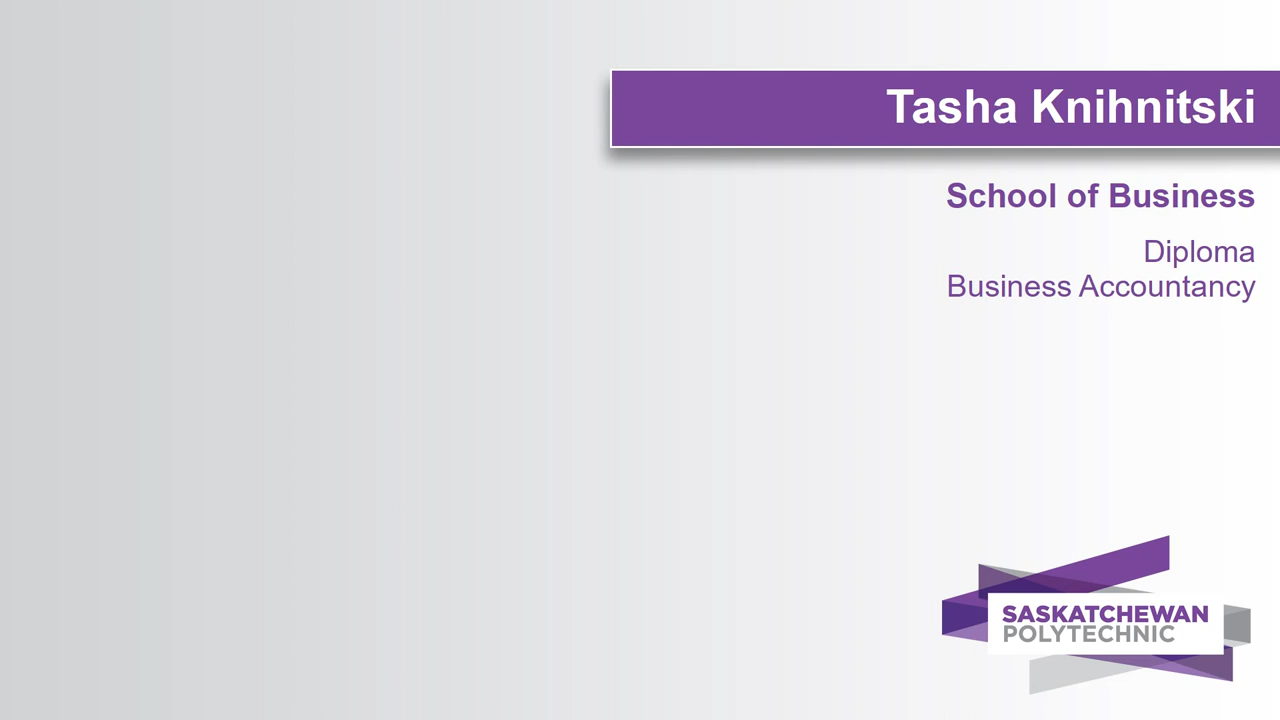 Tasha Knihnitski
School of Business
Diploma
Business Accountancy
SASKATCHEWAN
POLYTECHNIC